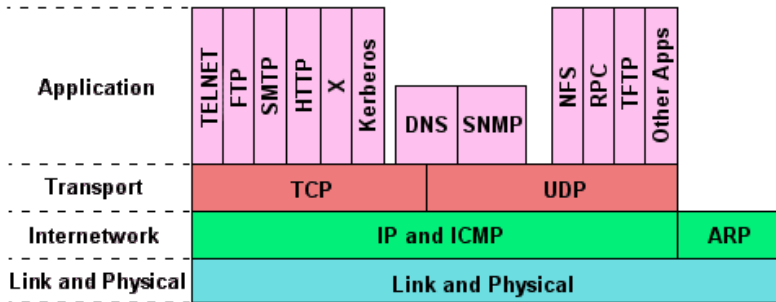 Application
TELNET
FTP
SMTP
HTTP
X
Kerberos
DNS
SNMP
NFS
RPC
TFTP
Other Apps
Transport
TCP
UDP
Internetwork
IP and ICMP
ARP
Link and Physical
Link and Physical